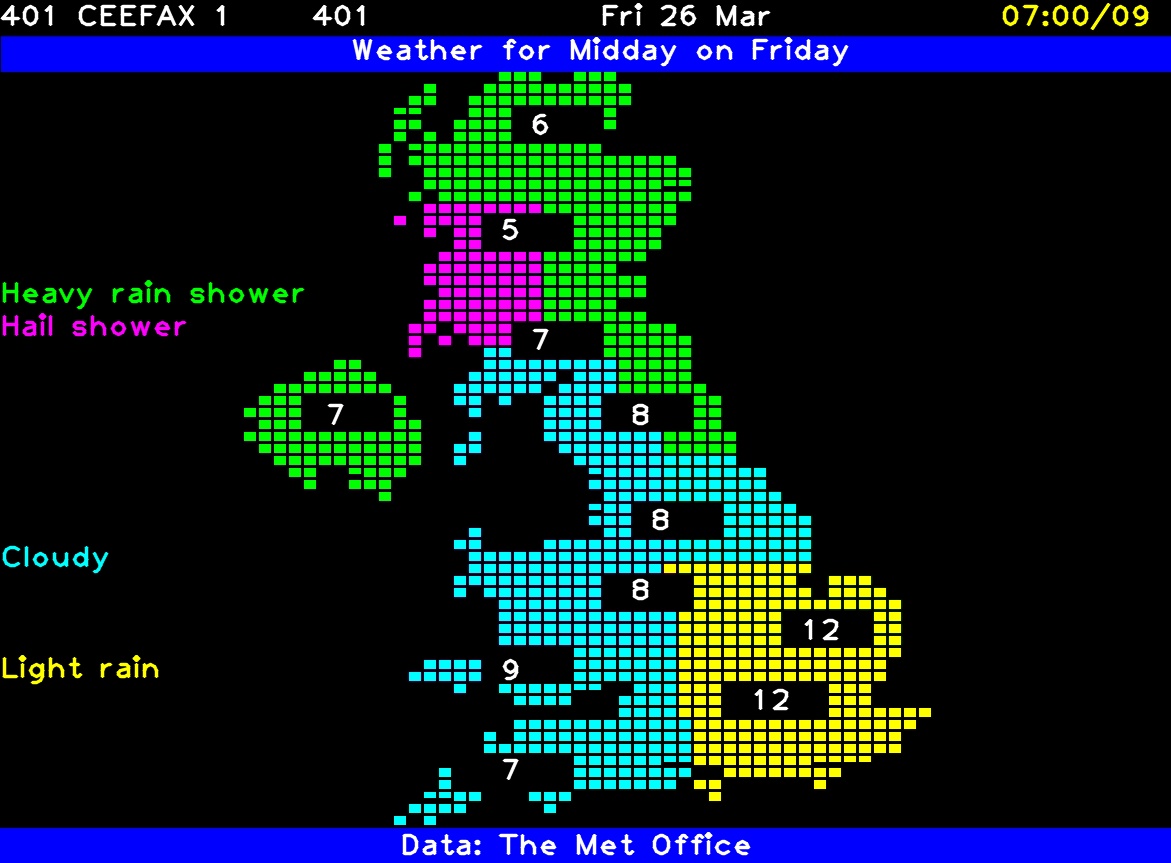 401 CEEFAX 1 401 Fri 26 Mar 07:00/09
Weather for Midday on Friday
6
5
Heavy rain shower
Hail shower
7
7 8
8
Cloudy
8
12
Light rain 9
12
7
Data: The Met Office